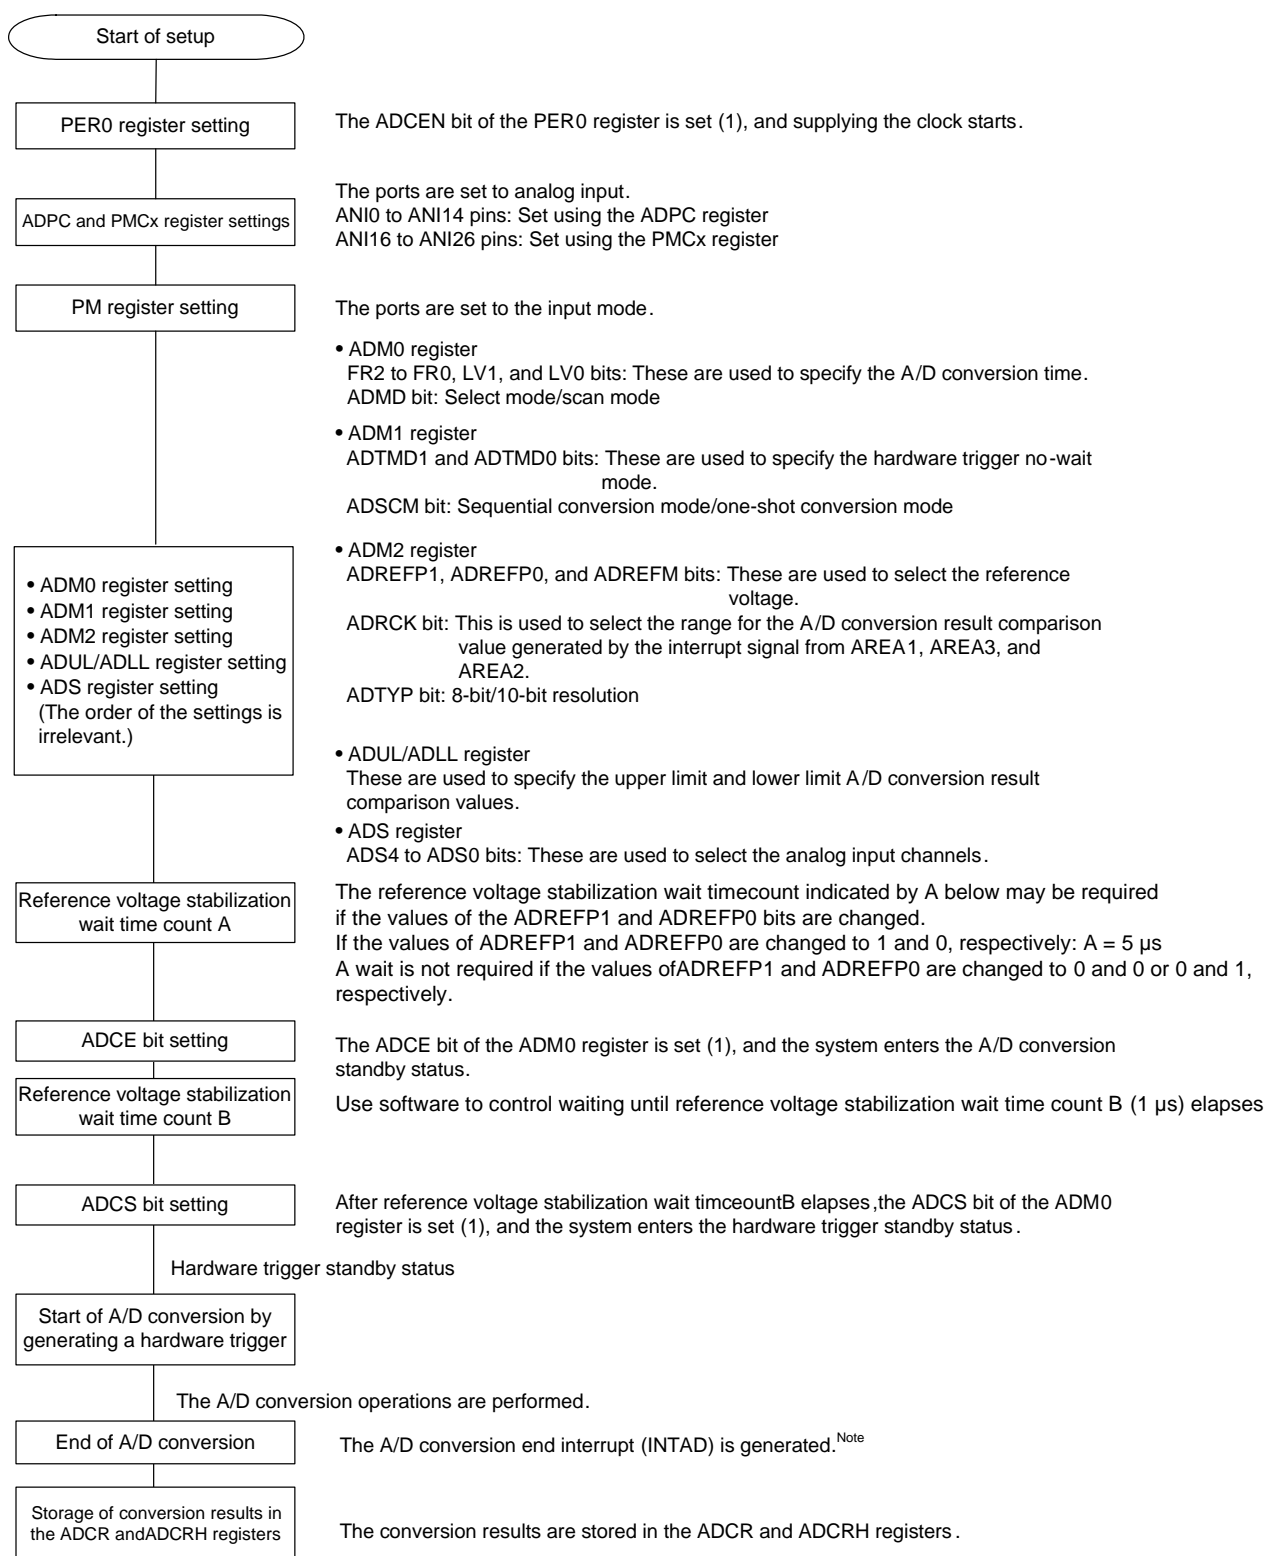 Start of setup
PER0 register setting
The ADCEN bit of the PER0 register is set (1), and supplying the clock starts.
ADPC and PMCx register settings
The ports are set to analog input.
ANI0 to ANI14 pins: Set using the ADPC register
ANI16 to ANI26 pins: Set using the PMCx register
PM register setting
The ports are set to the input mode.
• ADM0 register
FR2 to FR0, LV1, and LV0 bits: These are used to specify the A/D conversion time.
ADMD bit: Select mode/scan mode
• ADM1 register
ADTMD1 and ADTMD0 bits: These are used to specify the hardware trigger no-wait
mode.
ADSCM bit: Sequential conversion mode/one-shot conversion mode
• ADM0 register setting
• ADM1 register setting
• ADM2 register setting
• ADUL/ADLL register setting
• ADS register setting
(The order of the settings is
irrelevant.)
• ADM2 register
ADREFP1, ADREFP0, and ADREFM bits: These are used to select the reference
voltage.
ADRCK bit: This is used to select the range for the A/D conversion result comparison
value generated by the interrupt signal from AREA1, AREA3, and
AREA2.
ADTYP bit: 8-bit/10-bit resolution
• ADUL/ADLL register
These are used to specify the upper limit and lower limit A/D conversion result
comparison values.
• ADS register
ADS4 to ADS0 bits: These are used to select the analog input channels.
Reference voltage stabilization
wait time count A
The reference voltage stabilization wait timecount indicated by A below may be required
if the values of the ADREFP1 and ADREFP0 bits are changed.
If the values of ADREFP1 and ADREFP0 are changed to 1 and 0, respectively: A = 5 µs
A wait is not required if the values ofADREFP1 and ADREFP0 are changed to 0 and 0 or 0 and 1,
respectively.
ADCE bit setting
The ADCE bit of the ADM0 register is set (1), and the system enters the A/D conversion
standby status.
Reference voltage stabilization
wait time count B
Use software to control waiting until reference voltage stabilization wait time count B (1 µs) elapses
ADCS bit setting
After reference voltage stabilization wait timceountB elapses,the ADCS bit of the ADM0
register is set (1), and the system enters the hardware trigger standby status.
Hardware trigger standby status
Start of A/D conversion by
generating a hardware trigger
The A/D conversion operations are performed.
End of A/D conversion
The A/D conversion end interrupt (INTAD) is generated.Note
Storage of conversion results in
the ADCR andADCRH registers
The conversion results are stored in the ADCR and ADCRH registers.